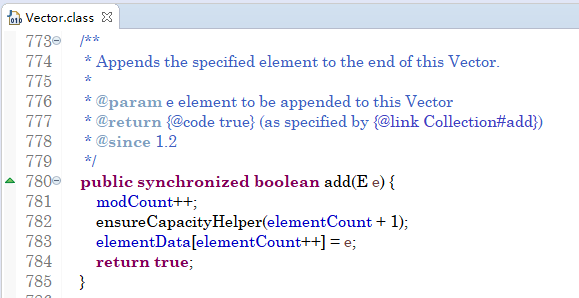 Vector.class
773 /**
774 * Appends the specified element to the end of this Vector.
775 *
776 * @param e element to be appended to this Vector
777 * @return {@code true} (as specified by {@link Collection#add})
778 * @since 1.2
779 */
780 public synchronized boolean add(E e) {
781 modCount++;
782 ensureCapacityHelper(elementCount + 1);
783 elementData[elementCount++] = e;
784 return true;
785 }